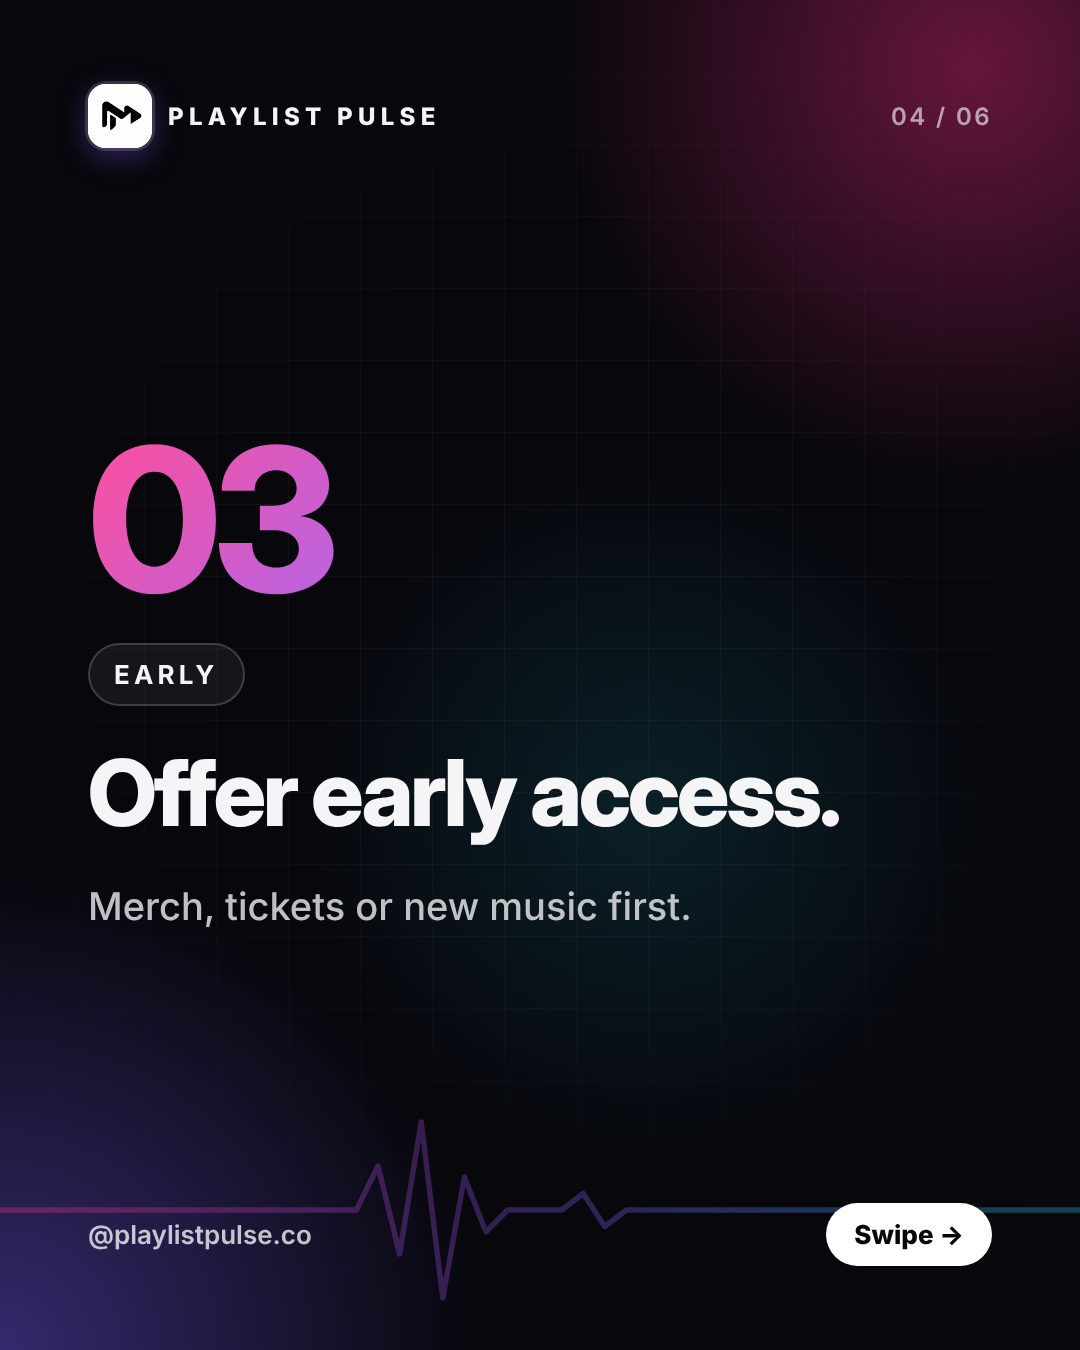 PLAYLIST PULSE
04 / 06
03
EARLY
Offer early access.
Merch, tickets or new music first.
@playlistpulse.co
Swipe →